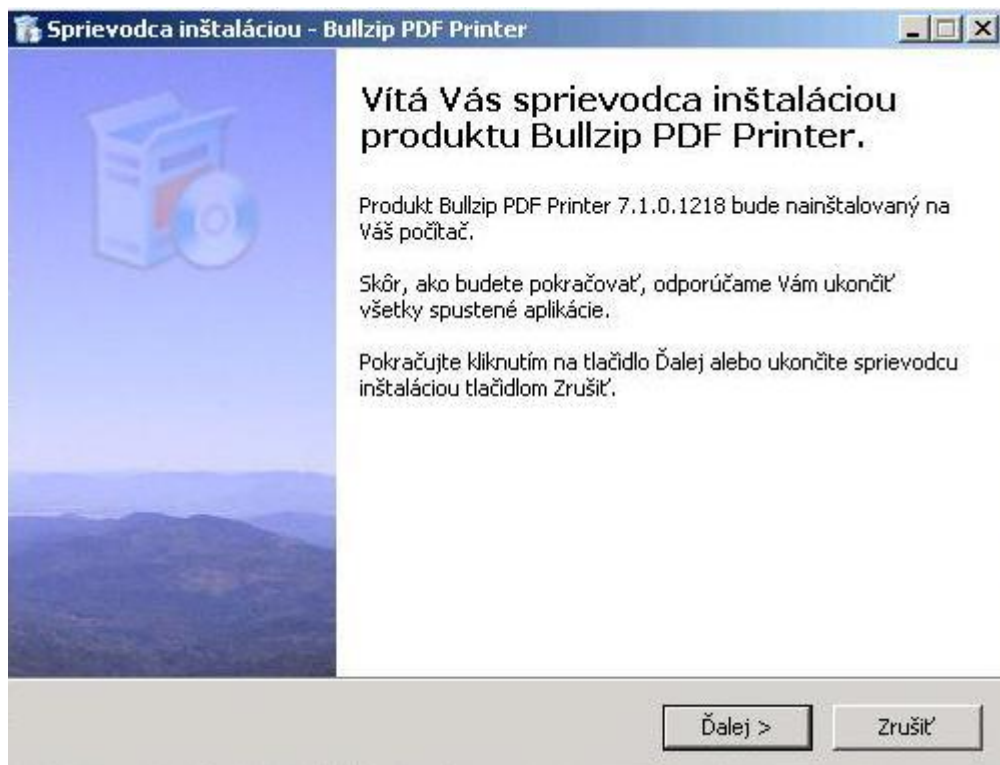 Sprievodca inštaláciou - Bullzip PDF Printer
Vítá Vás sprievodca inštaláciou
produktu Bullzip PDF Printer.
Produkt Bullzip PDF Printer 7.1.0.1218 bude nainštalovaný na
Váš počítač.
Skôr, ako budete pokračovať, odporúčame Vám ukončiť
všetky spustené aplikácie.
Pokračujte kliknutím na tlačidlo Ďalej alebo ukončite sprievodcu
inštaláciou tlačidlom Zrušiť.
Ďalej >
Zrušiť